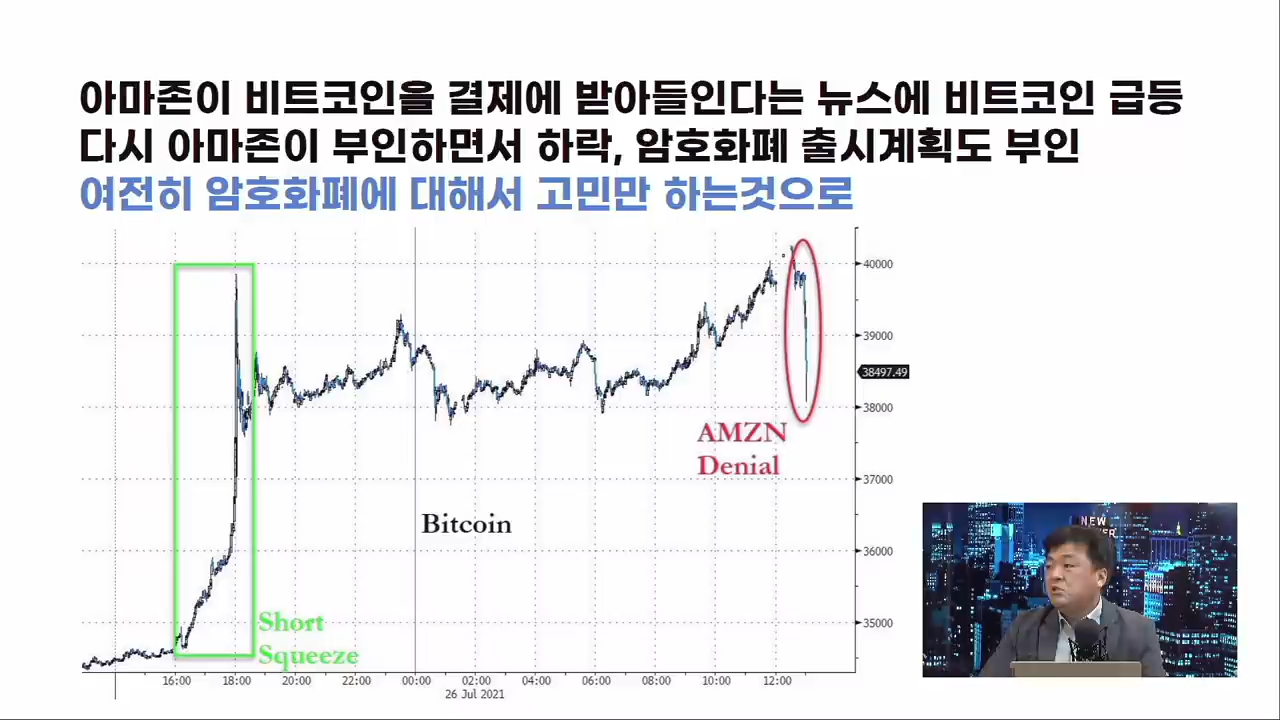 아마존이 비트코인을 결제에 받아들인다는 뉴스에 비트코인 급등
다시 아마존이 부인하면서 하락, 암호화폐 출시계획도 부인
여전히 암호화폐에 대해서 고민만 하는것으로
40000
39000
38497.49
38000
AMZN
Denial
37000
Bitcoin
36000
Short
Squeeze
35000
16:00 18:00 20:00 22:00 00:00 02:00 04:00 06:00 08:00 10:00 12:00
26 Jul 2021
NEW